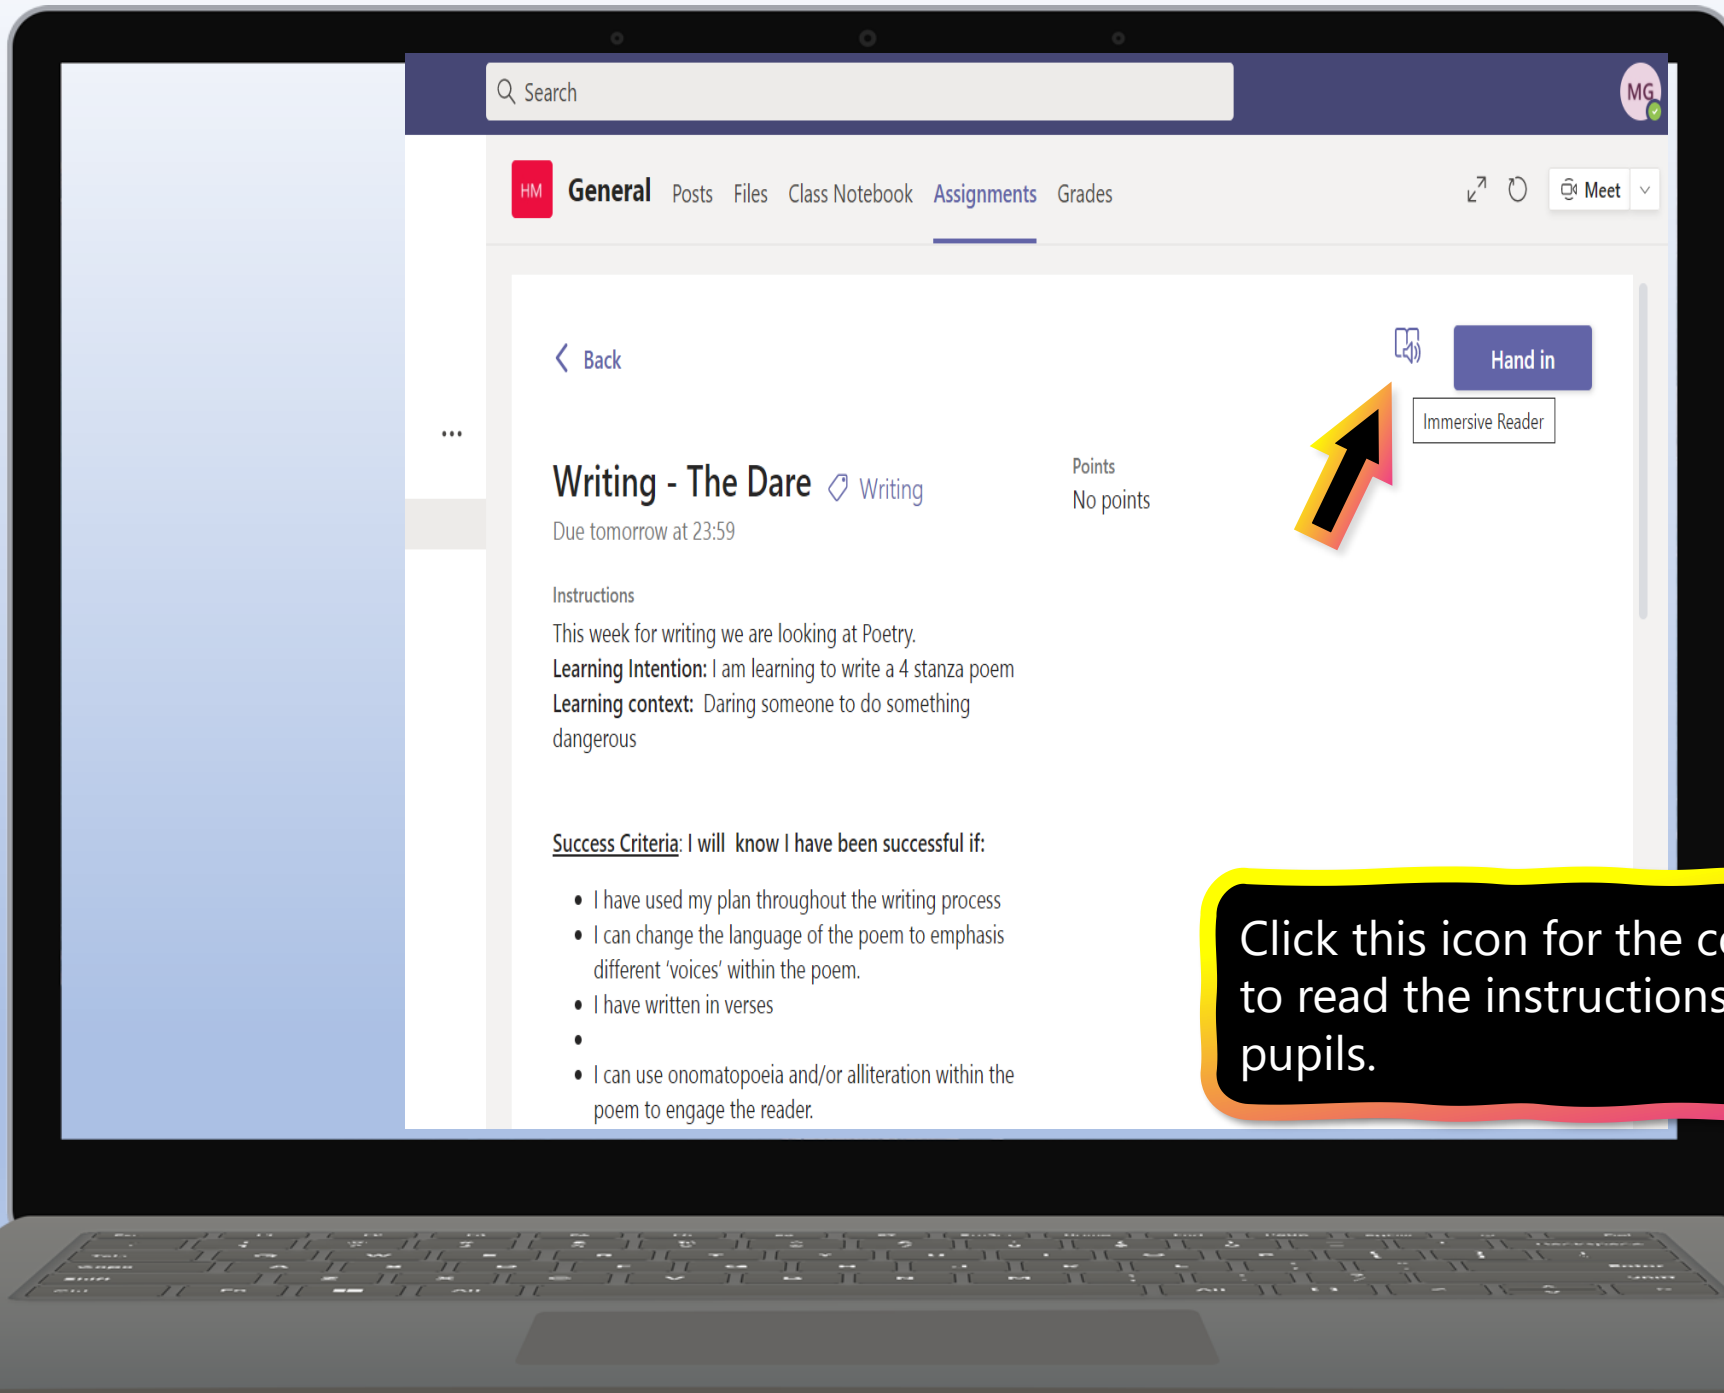 Search
MG
HM General Posts Files Class Notebook Assignments Grades Meet
Back
Hand in
Immersive Reader
Writing - The Dare Writing
Points
No points
Due tomorrow at 23:59
Instructions
This week for writing we are looking at Poetry.
Learning Intention: I am learning to write a 4 stanza poem
Learning context: Daring someone to do something
dangerous
Success Criteria: I will know I have been successful if:
I have used my plan throughout the writing process
I can change the language of the poem to emphasis
different ‘voices’ within the poem.
I have written in verses
I can use onomatopoeia and/or alliteration within the
poem to engage the reader.
Click this icon for the
to read the instructions
pupils.